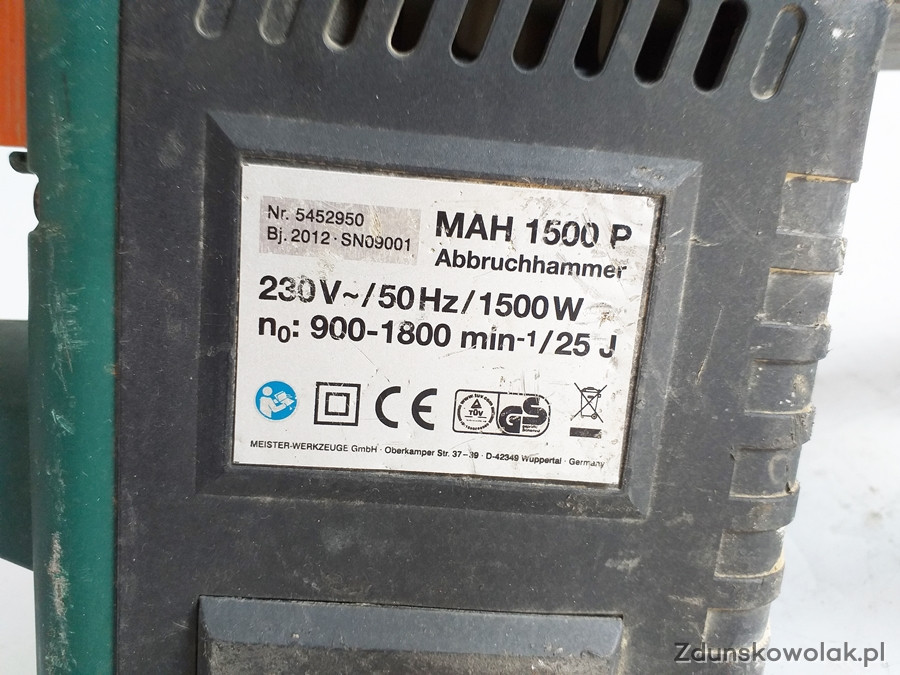 Nr. 5452950
Bj. 2012 · SN09001
MAH 1500 P
Abbruchhammer
230V~/50Hz/1500W
n₀: 900-1800 min⁻¹/25 J
CE
TÜV
GS
MEISTER-WERKZEUGE GmbH · Oberkamper Str. 37-39 · D-42349 Wuppertal · Germany
Zdunskowolak.pl